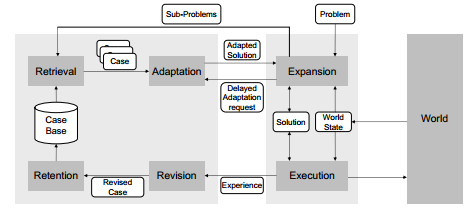 Sub-Problems
Problem
Retrieval
Case
Adaptation
Adapted
Solution
Expansion
Delayed
Adaptation
request
Case
Base
Solution
World
State
World
Retention
Revised
Case
Revision
Experience
Execution